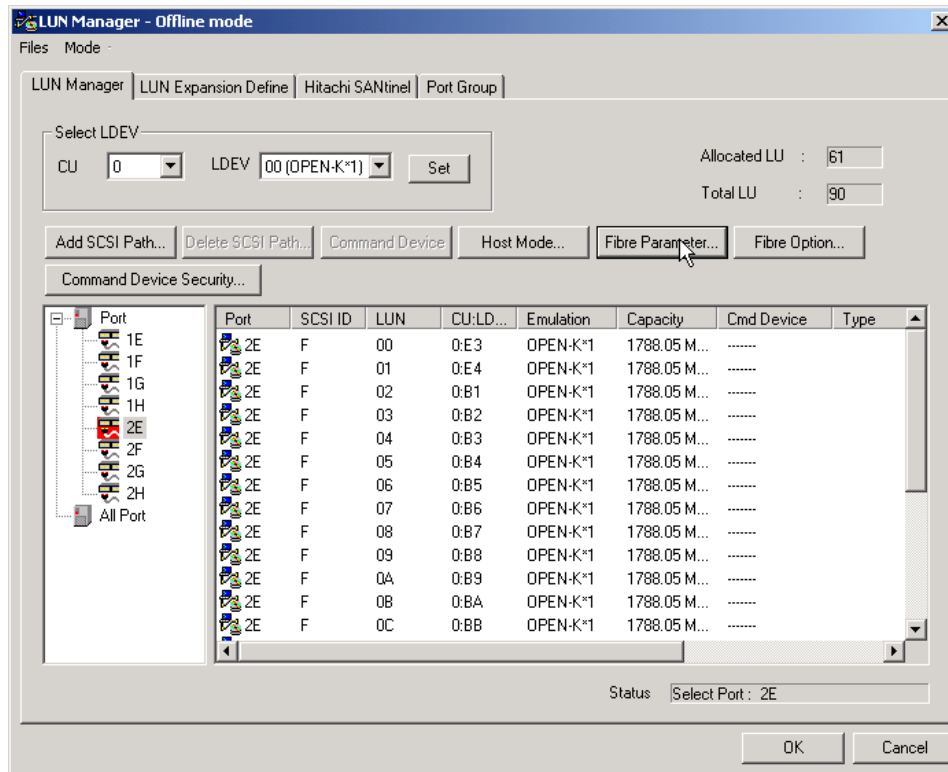 LUN Manager - Offline mode
Files Mode
LUN Manager LUN Expansion Define Hitachi SANtinel Port Group
Select LDEV
CU 0 LDEV 00 (OPEN-K*1) Set
Allocated LU : 61
Total LU : 90
Add SCSI Path... Delete SCSI Path... Command Device Host Mode... Fibre Parameter... Fibre Option...
Command Device Security...
Port
1E
1F
1G
1H
2E
2F
2G
2H
All Port
Port SCSI ID LUN CU:LD... Emulation Capacity Cmd Device Type
2E F 00 0:E3 OPEN-K*1 1788.05 M... -------
2E F 01 0:E4 OPEN-K*1 1788.05 M... -------
2E F 02 0:B1 OPEN-K*1 1788.05 M... -------
2E F 03 0:B2 OPEN-K*1 1788.05 M... -------
2E F 04 0:B3 OPEN-K*1 1788.05 M... -------
2E F 05 0:B4 OPEN-K*1 1788.05 M... -------
2E F 06 0:B5 OPEN-K*1 1788.05 M... -------
2E F 07 0:B6 OPEN-K*1 1788.05 M... -------
2E F 08 0:B7 OPEN-K*1 1788.05 M... -------
2E F 09 0:B8 OPEN-K*1 1788.05 M... -------
2E F 0A 0:B9 OPEN-K*1 1788.05 M... -------
2E F 0B 0:BA OPEN-K*1 1788.05 M... -------
2E F 0C 0:BB OPEN-K*1 1788.05 M... -------
Status Select Port : 2E
OK Cancel